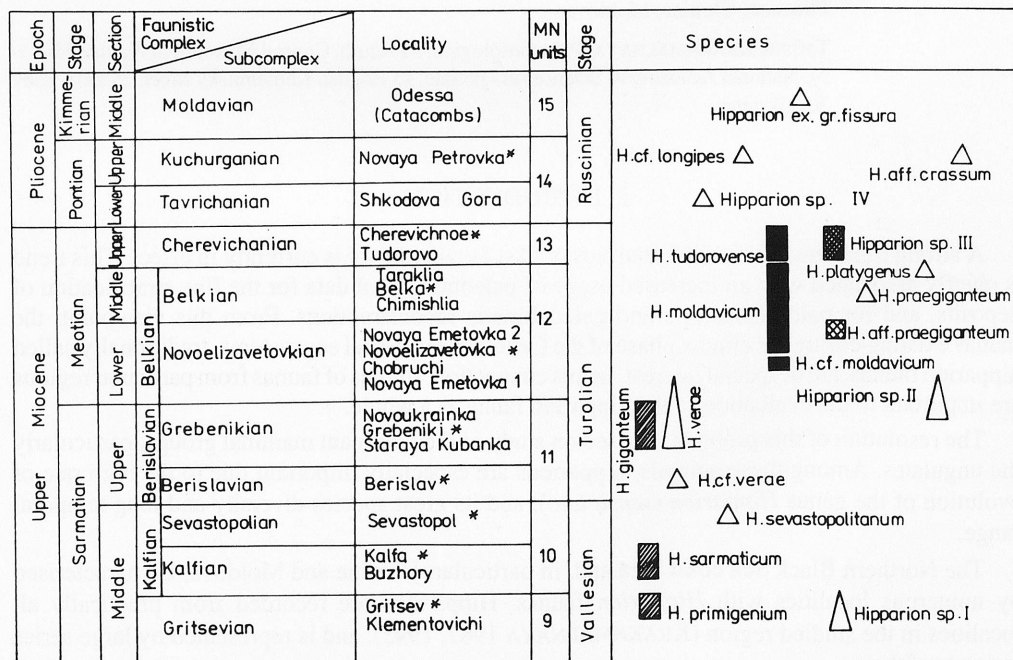 Epoch
Stage
Section
Faunistic Complex
Subcomplex
Locality
MN units
Stage
Species
Pliocene
Kimme-rian
Middle
Moldavian
Odessa
(Catacombs)
15
Ruscinian
Hipparion ex. gr. fissura
Pontian
Upper
Kuchurganian
Novaya Petrovka*
14
H.cf. longipes
H.aff. crassum
Lower
Tavrichanian
Shkodova Gora
Hipparion sp. IV
Upper Miocene
Meotian
Upper
Cherevichanian
Cherevichnoe*
Tudorovo
13
Turolian
H. tudorovense
Hipparion sp. III
Middle
Belkian
Belkian
Taraklia
Belka*
Chimishlia
12
H. platygenus
H. praegiganteum
H. moldavicum
Lower
Novoelizavetovkian
Novaya Emetovka 2
Novoelizavetovka *
Chobruchi
Novaya Emetovka 1
H. aff. praegiganteum
H. cf. moldavicum
Hipparion sp. II
Sarmatian
Upper
Berislavian
Grebenikian
Novoukrainka
Grebeniki *
Staraya Kubanka
11
H. giganteum
H. verae
Berislavian
Berislav*
H.cf. verae
Middle
Kalfian
Sevastopolian
Sevastopol *
10
Vallesian
H. sevastopolitanum
Kalfian
Kalfa *
Buzhory
H. sarmaticum
Gritsevian
Gritsev *
Klementovichi
9
H. primigenium
Hipparion sp. I